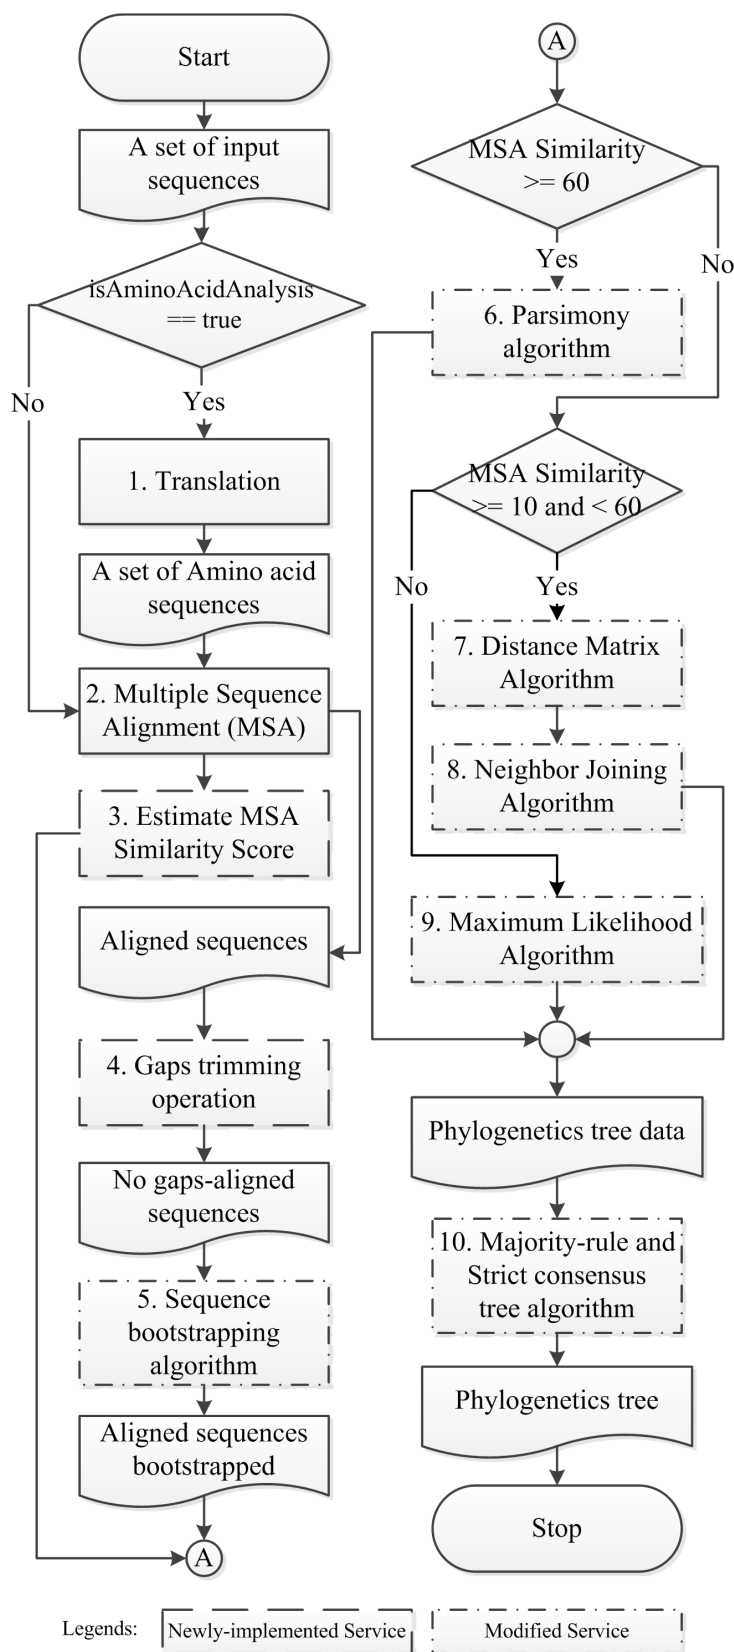 Start
A set of input
sequences
isAminoAcidAnalysis
== true
No
Yes
1. Translation
A set of Amino acid
sequences
2. Multiple Sequence
Alignment (MSA)
3. Estimate MSA
Similarity Score
Aligned sequences
4. Gaps trimming
operation
No gaps-aligned
sequences
5. Sequence
bootstrapping
algorithm
Aligned sequences
bootstrapped
A
A
MSA Similarity
>= 60
Yes
No
6. Parsimony
algorithm
MSA Similarity
>= 10 and < 60
No
Yes
7. Distance Matrix
Algorithm
8. Neighbor Joining
Algorithm
9. Maximum Likelihood
Algorithm
Phylogenetics tree data
10. Majority-rule and
Strict consensus
tree algorithm
Phylogenetics tree
Stop
Legends:
Newly-implemented Service
Modified Service